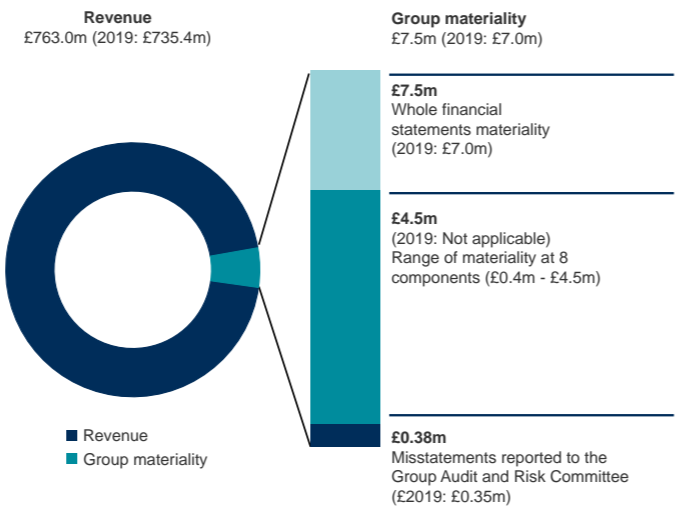 Revenue
£763.0m (2019: £735.4m)
Group materiality
£7.5m (2019: £7.0m)
£7.5m
Whole financial
statements materiality
(2019: £7.0m)
£4.5m
(2019: Not applicable)
Range of materiality at 8
components (£0.4m - £4.5m)
£0.38m
Misstatements reported to the
Group Audit and Risk Committee
(£2019: £0.35m)
Revenue
Group materiality